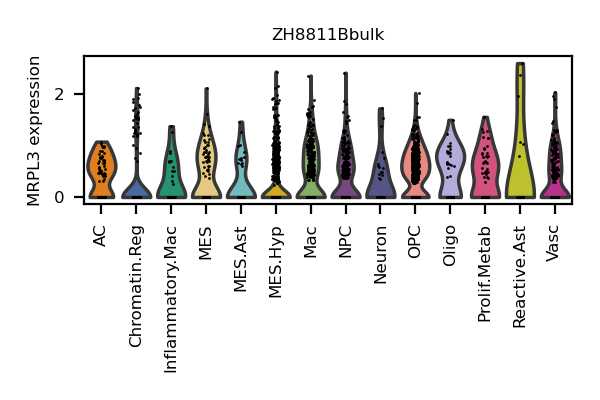 ZH8811Bbulk
MRPL3 expression
2
0
AC
Chromatin.Reg
Inflammatory.Mac
MES
MES.Ast
MES.Hyp
Mac
NPC
Neuron
OPC
Oligo
Prolif.Metab
Reactive.Ast
Vasc